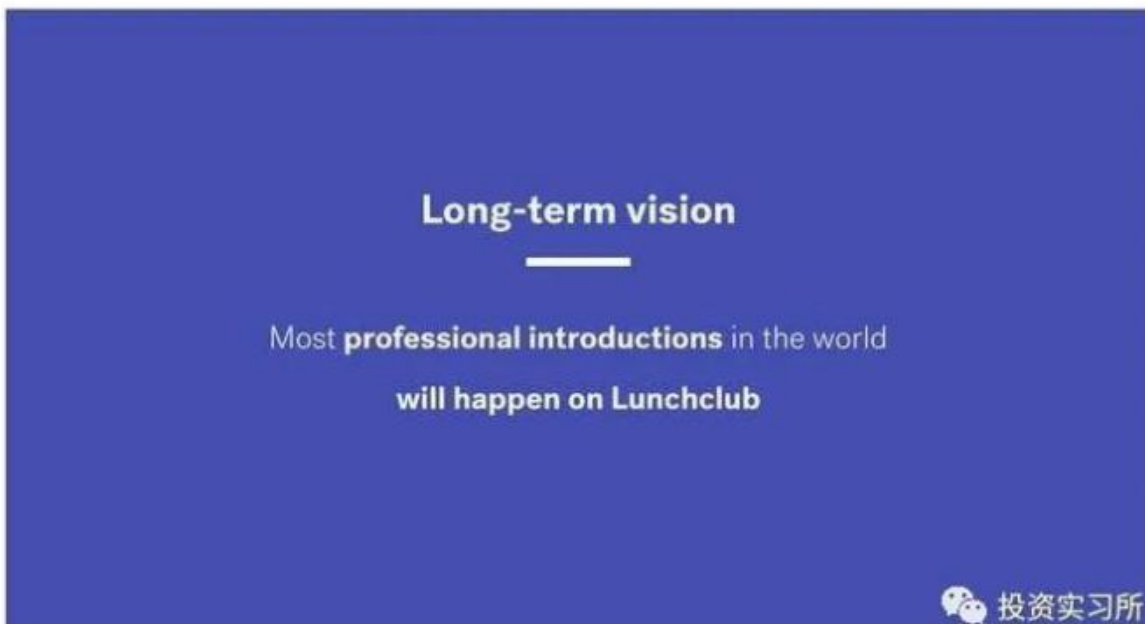 Long-term vision
Most professional introductions in the world
will happen on Lunchclub
投资实习所